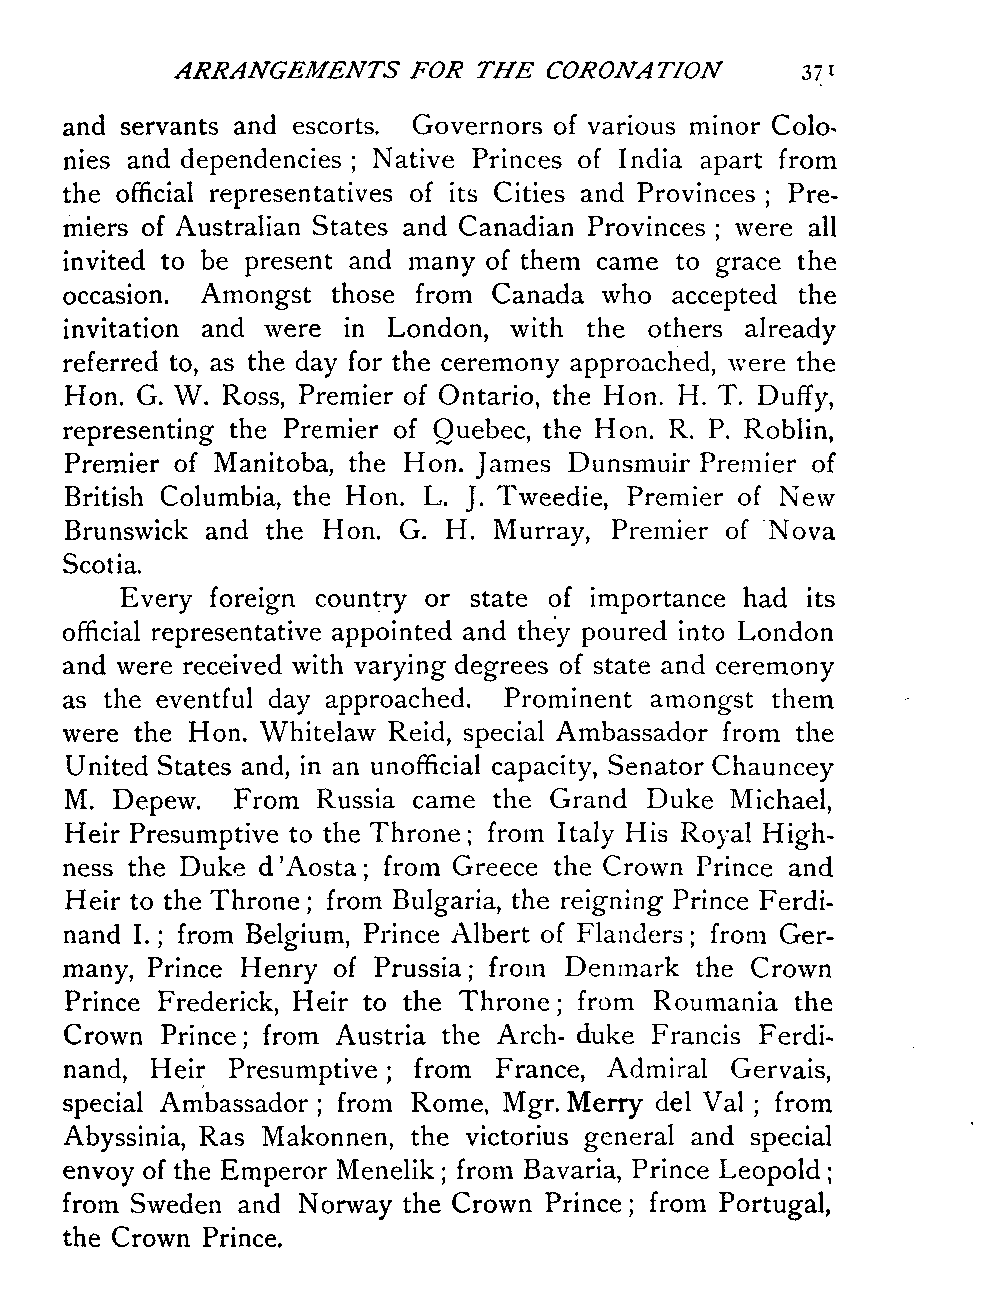 ARRANGEMENTS FOR THE CORONATION 371
and servants and escorts. Governors of various minor Colo-
nies and dependencies ; Native Princes of India apart from
the official representatives of its Cities and Provinces ; Pre-
miers of Australian States and Canadian Provinces ; were all
invited to be present and many of them came to grace the
occasion. Amongst those from Canada who accepted the
invitation and were in London, with the others already
referred to, as the day for the ceremony approached, were the
Hon. G. W. Ross, Premier of Ontario, the Hon. H. T. Duffy,
representing the Premier of Quebec, the Hon. R. P. Roblin,
Premier of Manitoba, the Hon. James Dunsmuir Premier of
British Columbia, the Hon. L. J. Tweedie, Premier of New
Brunswick and the Hon. G. H. Murray, Premier of Nova
Scotia.
Every foreign country or state of importance had its
official representative appointed and they poured into London
and were received with varying degrees of state and ceremony
as the eventful day approached. Prominent amongst them
were the Hon. Whitelaw Reid, special Ambassador from the
United States and, in an unofficial capacity, Senator Chauncey
M. Depew. From Russia came the Grand Duke Michael,
Heir Presumptive to the Throne ; from Italy His Royal High-
ness the Duke d'Aosta ; from Greece the Crown Prince and
Heir to the Throne ; from Bulgaria, the reigning Prince Ferdi-
nand I. ; from Belgium, Prince Albert of Flanders ; from Ger-
many, Prince Henry of Prussia ; from Denmark the Crown
Prince Frederick, Heir to the Throne ; from Roumania the
Crown Prince ; from Austria the Arch- duke Francis Ferdi-
nand, Heir Presumptive ; from France, Admiral Gervais,
special Ambassador ; from Rome, Mgr. Merry del Val ; from
Abyssinia, Ras Makonnen, the victorius general and special
envoy of the Emperor Menelik ; from Bavaria, Prince Leopold ;
from Sweden and Norway the Crown Prince ; from Portugal,
the Crown Prince.